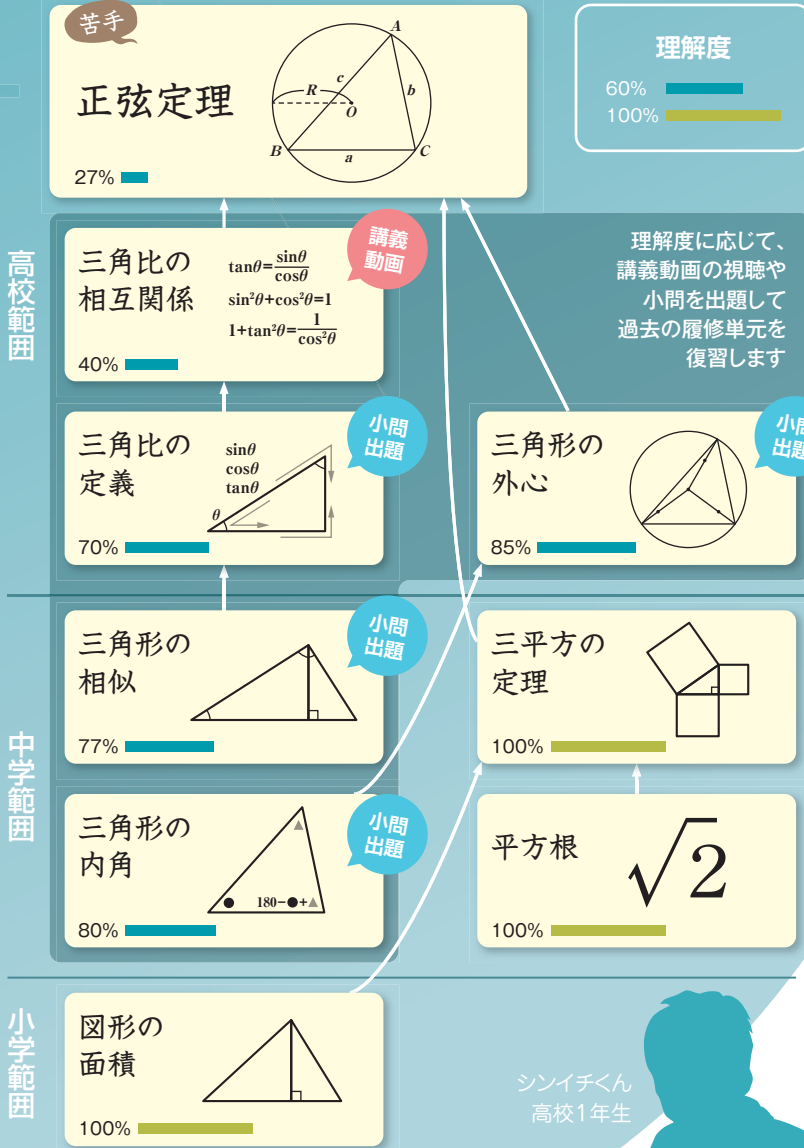 苦手
正弦定理
A
B
C
R
O
a
b
c
27%
理解度
60%
100%
高校範囲
三角比の
相互関係
tanθ=sinθ/cosθ
sin²θ+cos²θ=1
1+tan²θ=1/cos²θ
40%
講義
動画
理解度に応じて、
講義動画の視聴や
小問を出題して
過去の履修単元を
復習します
三角比の
定義
sinθ
cosθ
tanθ
θ
70%
小問
出題
三角形の
外心
85%
小問
出題
中学範囲
三角形の
相似
77%
小問
出題
三平方の
定理
100%
三角形の
内角
180−●+▲
80%
小問
出題
平方根
√2
100%
小学範囲
図形の
面積
100%
シンイチくん
高校1年生